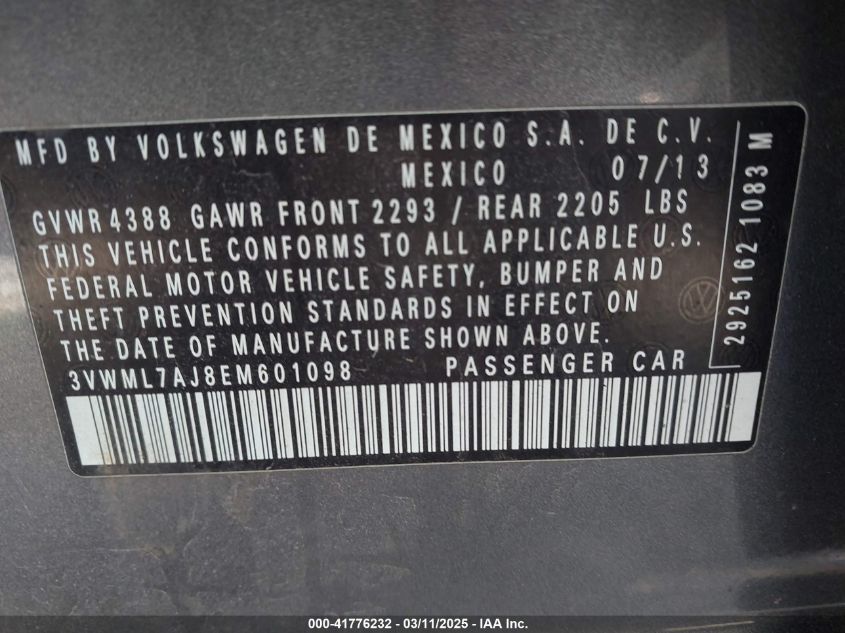 MFD BY VOLKSWAGEN DE MEXICO S.A. DE C.V.
MEXICO 07/13
GVWR 4388 GAWR FRONT 2293 / REAR 2205 LBS
THIS VEHICLE CONFORMS TO ALL APPLICABLE U.S.
FEDERAL MOTOR VEHICLE SAFETY, BUMPER AND
THEFT PREVENTION STANDARDS IN EFFECT ON
THE DATE OF MANUFACTURE SHOWN ABOVE.
3VWML7AJ8EM601098 PASSENGER CAR
2925162 1083 M
000-41776232 - 03/11/2025 - IAA Inc.